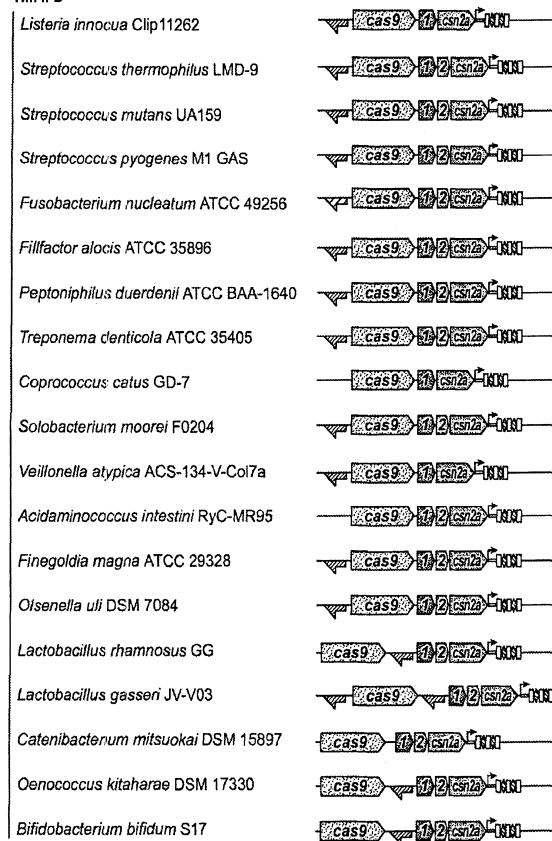 Listeria innocua Clip11262 cas9 1 csn2a
Streptococcus thermophilus LMD-9 cas9 1 2 csn2a
Streptococcus mutans UA159 cas9 1 2 csn2a
Streptococcus pyogenes M1 GAS cas9 1 2 csn2a
Fusobacterium nucleatum ATCC 49256 cas9 1 2 csn2a
Fillfactor alocis ATCC 35896 cas9 1 2 csn2a
Peptoniphilus duerdenii ATCC BAA-1640 cas9 1 2 csn2a
Treponema denticola ATCC 35405 cas9 1 2 csn2a
Coprococcus catus GD-7 cas9 1 csn2a
Solobacterium moorei F0204 cas9 1 2 csn2a
Veillonella atypica ACS-134-V-Col7a cas9 1 csn2a
Acidaminococcus intestini RyC-MR95 cas9 1 2 csn2a
Finegoldia magna ATCC 29328 cas9 1 2 csn2a
Olsenella uli DSM 7084 cas9 1 2 csn2a
Lactobacillus rhamnosus GG cas9 1 2 csn2a
Lactobacillus gasseri JV-V03 cas9 1 2 csn2a
Catenibacterium mitsuokai DSM 15897 cas9 1 2 csn2a
Oenococcus kitaharae DSM 17330 cas9 1 2 csn2a
Bifidobacterium bifidum S17 cas9 1 2 csn2a